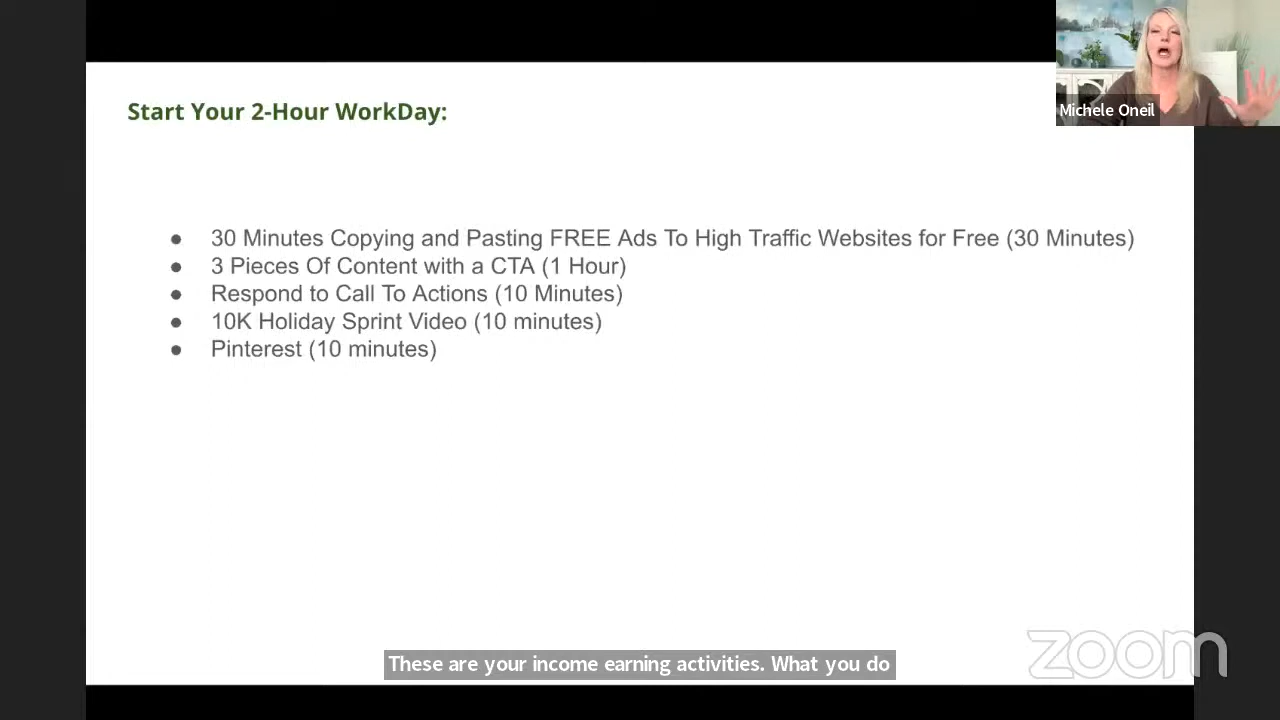 Michele Oneil
Start Your 2-Hour WorkDay:
● 30 Minutes Copying and Pasting FREE Ads To High Traffic Websites for Free (30 Minutes)
● 3 Pieces Of Content with a CTA (1 Hour)
● Respond to Call To Actions (10 Minutes)
● 10K Holiday Sprint Video (10 minutes)
● Pinterest (10 minutes)
zoom
These are your income earning activities. What you do